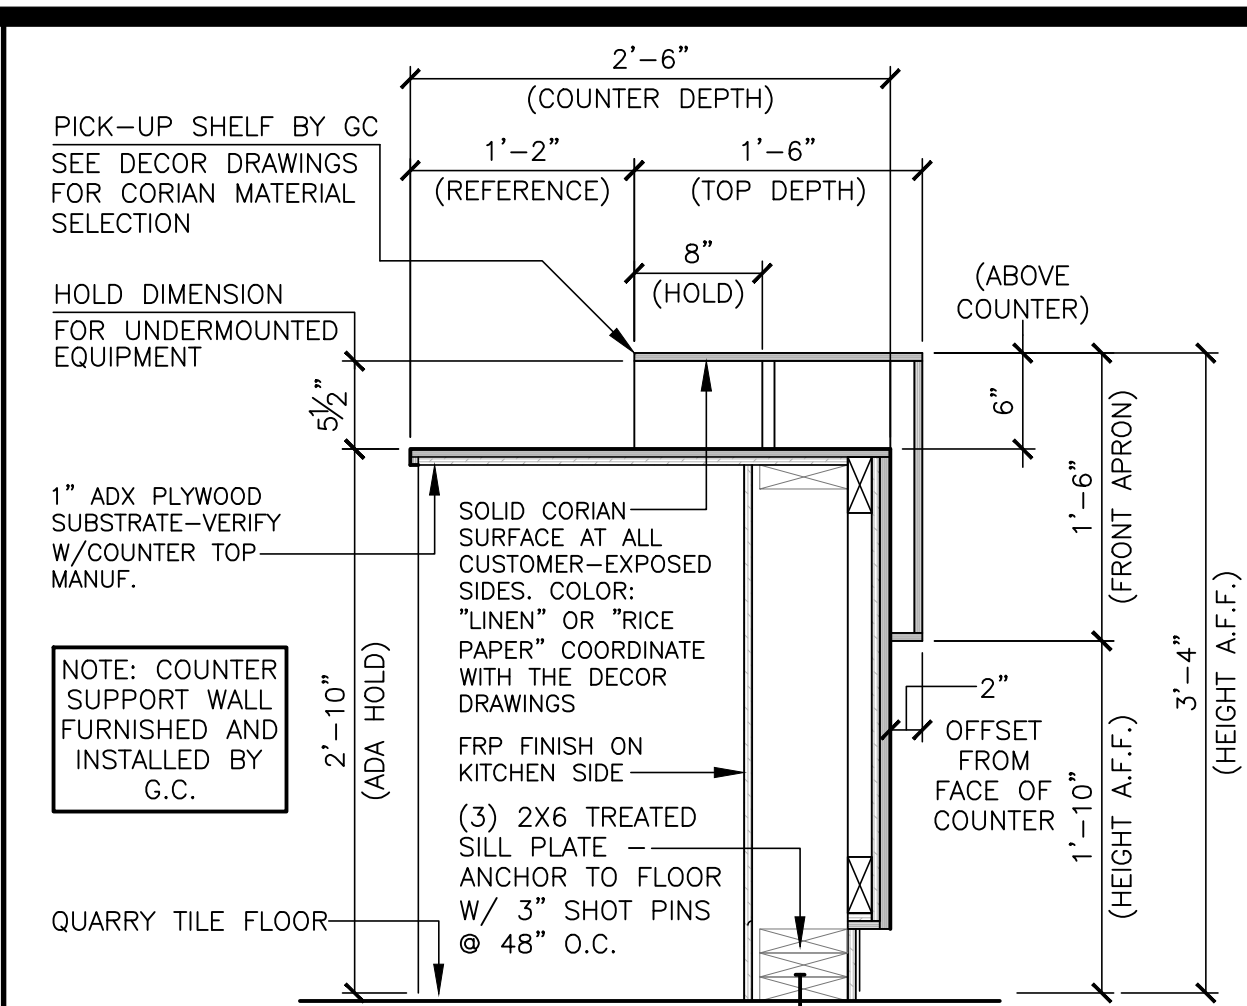 2'-6"
(COUNTER DEPTH)
PICK-UP SHELF BY GC
SEE DECOR DRAWINGS
FOR CORIAN MATERIAL
SELECTION
1'-2"
(REFERENCE)
1'-6"
(TOP DEPTH)
8"
(HOLD)
(ABOVE
COUNTER)
HOLD DIMENSION
FOR UNDERMOUNTED
EQUIPMENT
5½"
6"
1'-6"
(FRONT APRON)
1" ADX PLYWOOD
SUBSTRATE-VERIFY
W/COUNTER TOP
MANUF.
SOLID CORIAN
SURFACE AT ALL
CUSTOMER-EXPOSED
SIDES. COLOR:
"LINEN" OR "RICE
PAPER" COORDINATE
WITH THE DECOR
DRAWINGS
NOTE: COUNTER
SUPPORT WALL
FURNISHED AND
INSTALLED BY
G.C.
2'-10"
(ADA HOLD)
3'-4"
(HEIGHT A.F.F.)
2"
OFFSET
FROM
FACE OF
COUNTER
1'-10"
(HEIGHT A.F.F.)
FRP FINISH ON
KITCHEN SIDE
(3) 2X6 TREATED
SILL PLATE -
ANCHOR TO FLOOR
W/ 3" SHOT PINS
@ 48" O.C.
QUARRY TILE FLOOR